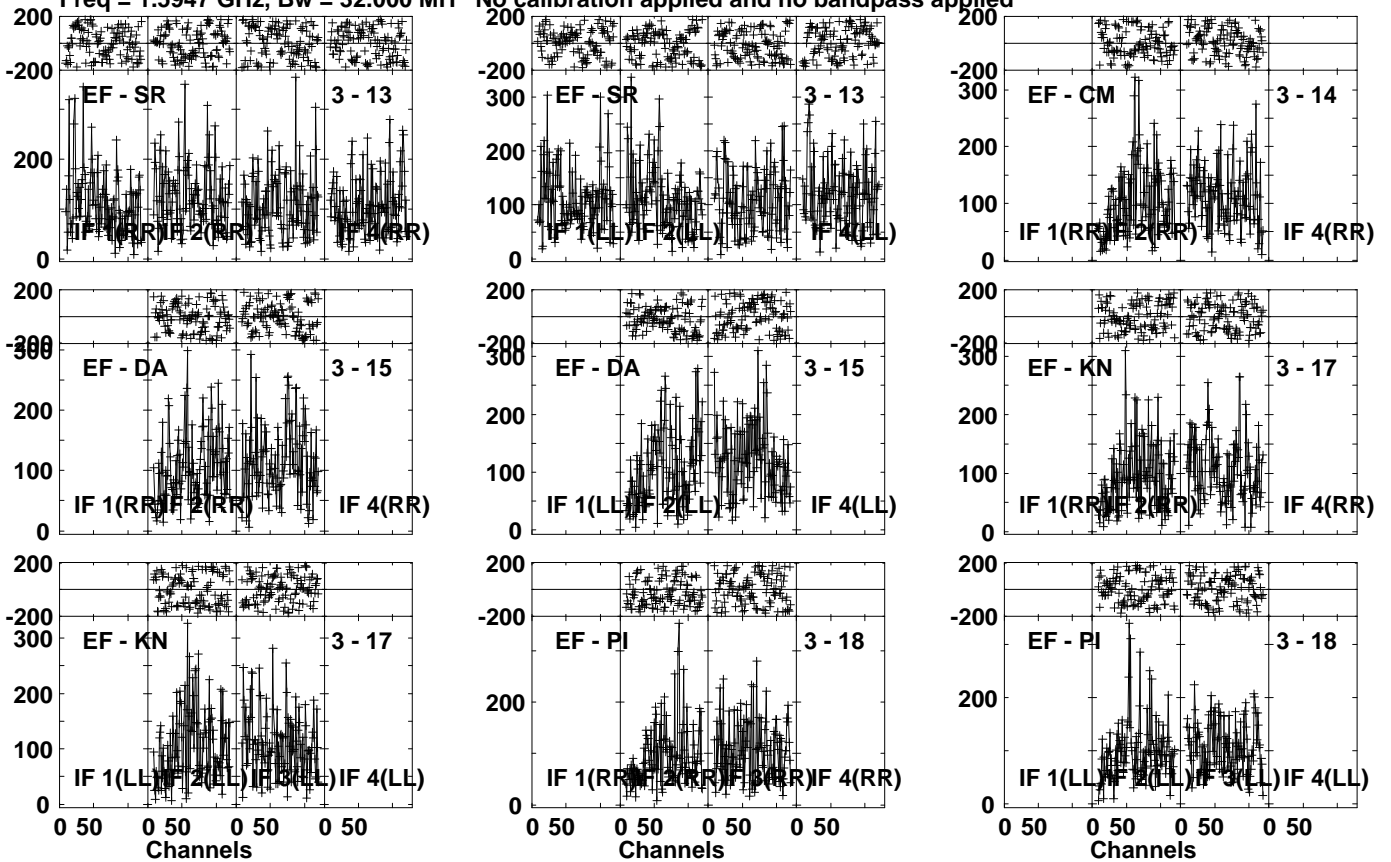 Freq = 1.5947 GHz, Bw = 32.000 MH No calibration applied and no bandpass applied
200
-200
EF - SR 3 - 13
200
0
IF 1(RR) IF 2(RR) IF 4(RR)
EF - SR 3 - 13
300
200
100
0
IF 1(LL) IF 2(LL) IF 4(LL)
200
-200
EF - CM 3 - 14
300
200
100
0
IF 1(RR) IF 2(RR) IF 4(RR)
200
-200
EF - DA 3 - 15
300
200
100
0
IF 1(RR) IF 2(RR) IF 4(RR)
200
-200
EF - DA 3 - 15
300
200
100
0
IF 1(LL) IF 2(LL) IF 4(LL)
200
-200
EF - KN 3 - 17
300
200
100
0
IF 1(RR) IF 2(RR) IF 4(RR)
200
-200
EF - KN 3 - 17
300
200
100
0
IF 1(LL) IF 2(LL) IF 3(LL) IF 4(LL)
0 50 0 50 0 50 0 50
Channels
200
-200
EF - PI 3 - 18
200
0
IF 1(RR) IF 2(RR) IF 3(RR) IF 4(RR)
0 50 0 50 0 50 0 50
Channels
200
-200
EF - PI 3 - 18
200
0
IF 1(LL) IF 2(LL) IF 3(LL) IF 4(LL)
0 50 0 50 0 50 0 50
Channels